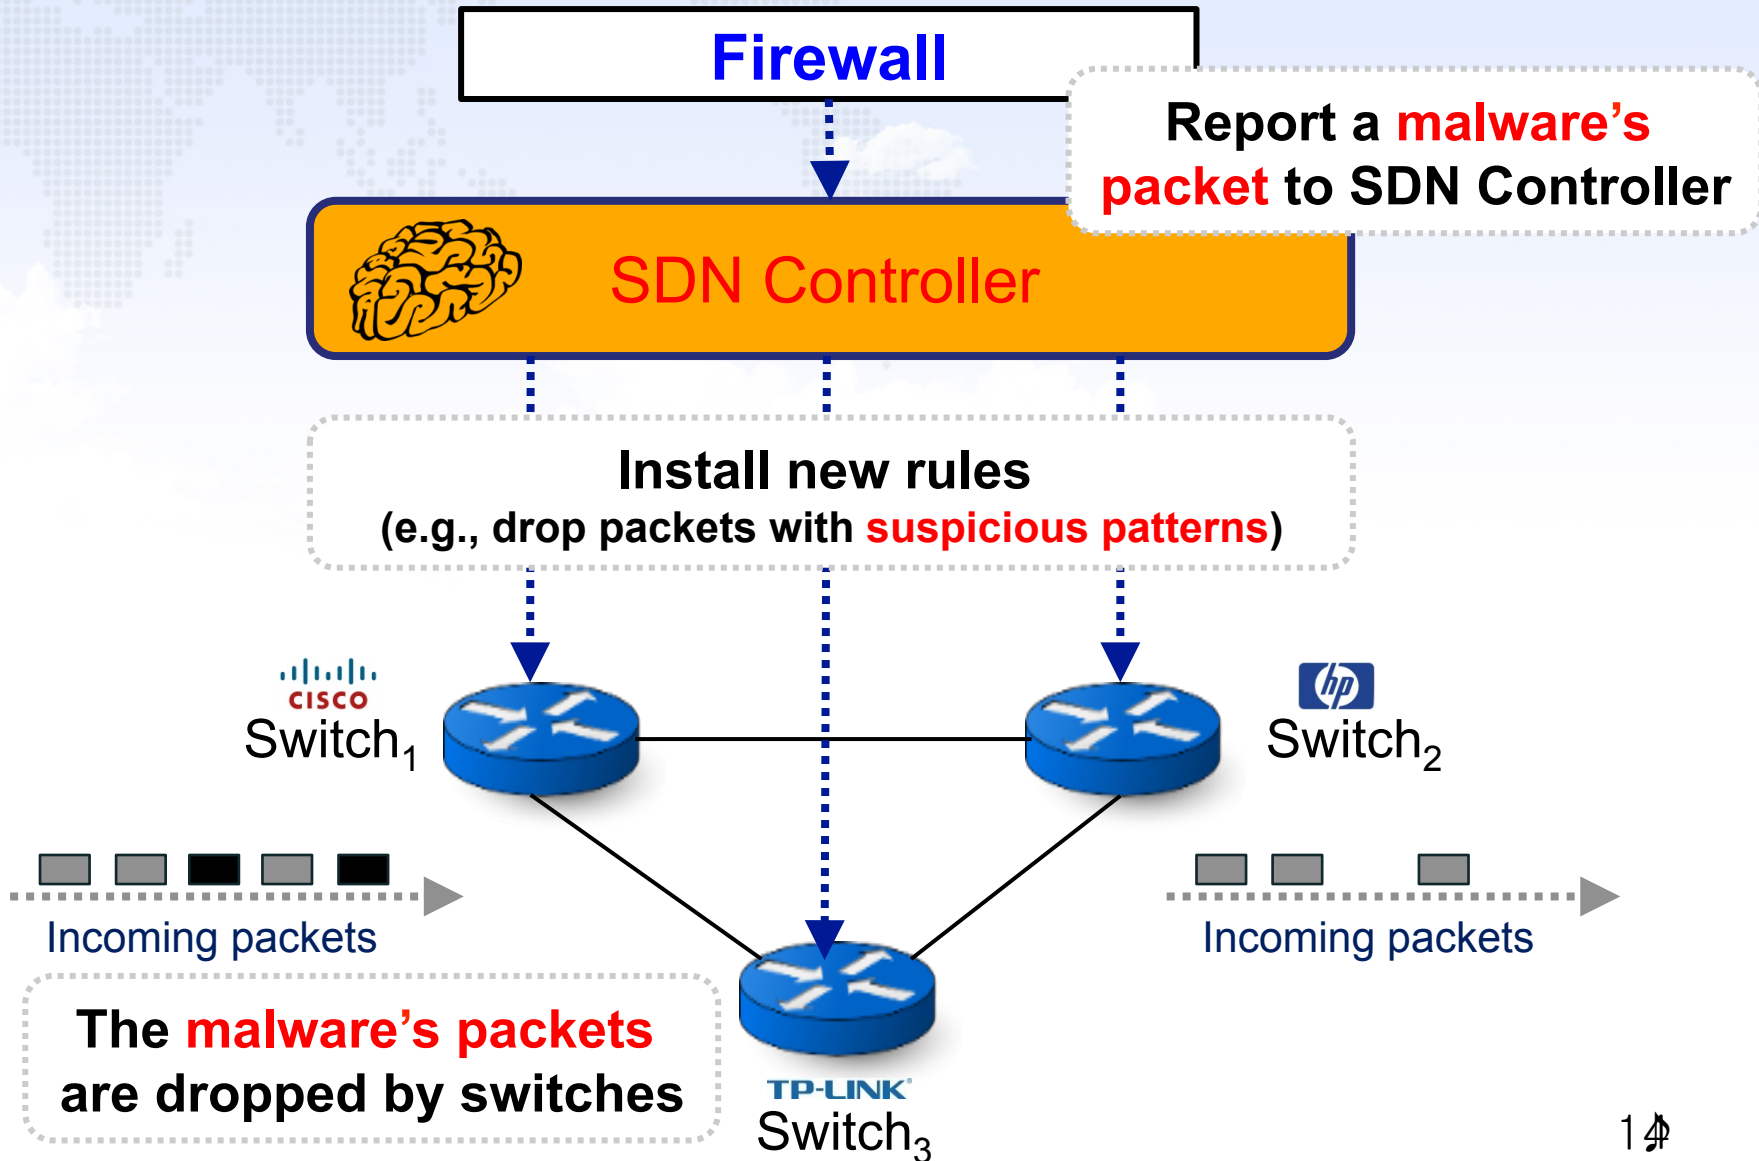 Firewall
Report a malware’s
packet to SDN Controller
SDN Controller
Install new rules
(e.g., drop packets with suspicious patterns)
CISCO
Switch₁
hp
Switch₂
Incoming packets
Incoming packets
The malware’s packets
are dropped by switches
TP-LINK®
Switch₃